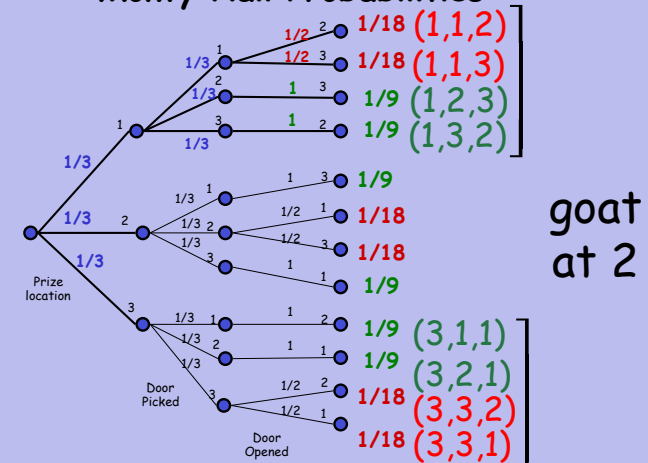 Monty Hall Probabilities
1/2 2 1/18 (1,1,2)
1 1/3 1/2 3 1/18 (1,1,3)
2 1/3 1 3 1/9 (1,2,3)
1 3 1/3 1 2 1/9 (1,3,2)
1/3
1/3 1 1 3 1/9
1/3 2 1/3 2 1/2 1 1/18
1/3 1/2 3 1/18
3 1 1 1/9
goat
at 2
1/3
Prize
location
3 1/3 1 1 2 1/9 (3,1,1)
1/3 2 1 1 1/9 (3,2,1)
1/3 3 1/2 2 1/18 (3,3,2)
1/2 1 1/18 (3,3,1)
Door
Picked
Door
Opened